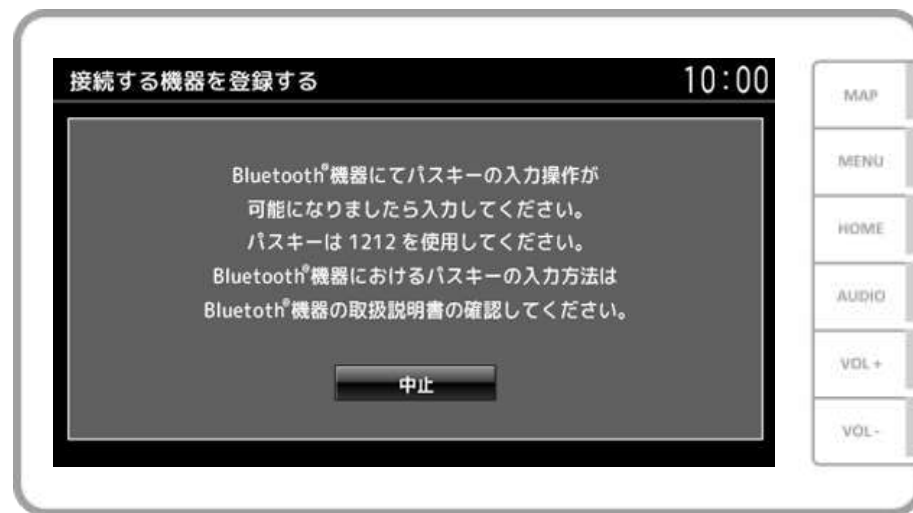 接続する機器を登録する
10:00
Bluetooth®機器にてパスキーの入力操作が
可能になりましたら入力してください。
パスキーは 1212 を使用してください。
Bluetooth®機器におけるパスキーの入力方法は
Bluetoth®機器の取扱説明書の確認してください。
中止
MAP
MENU
HOME
AUDIO
VOL +
VOL -